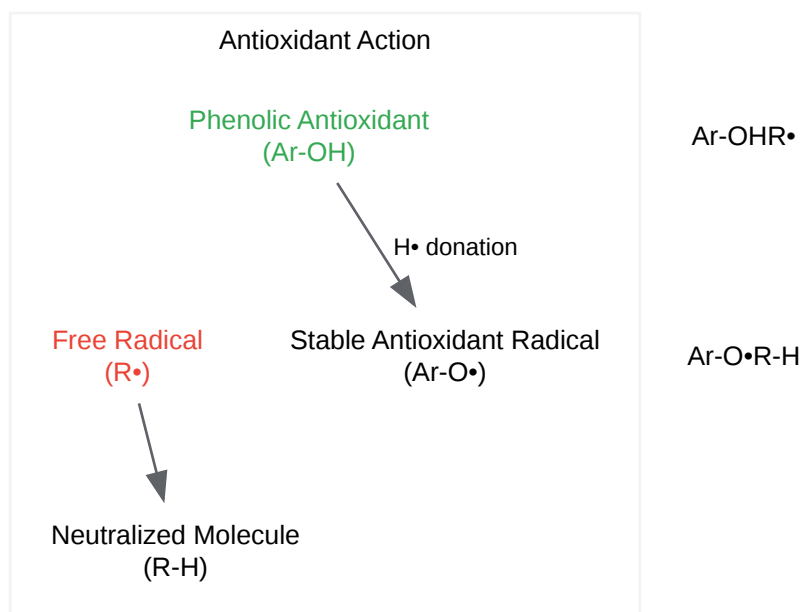 Antioxidant Action
Phenolic Antioxidant
(Ar-OH)
Ar-OHR•
H• donation
Free Radical
(R•)
Stable Antioxidant Radical
(Ar-O•)
Ar-O•R-H
Neutralized Molecule
(R-H)